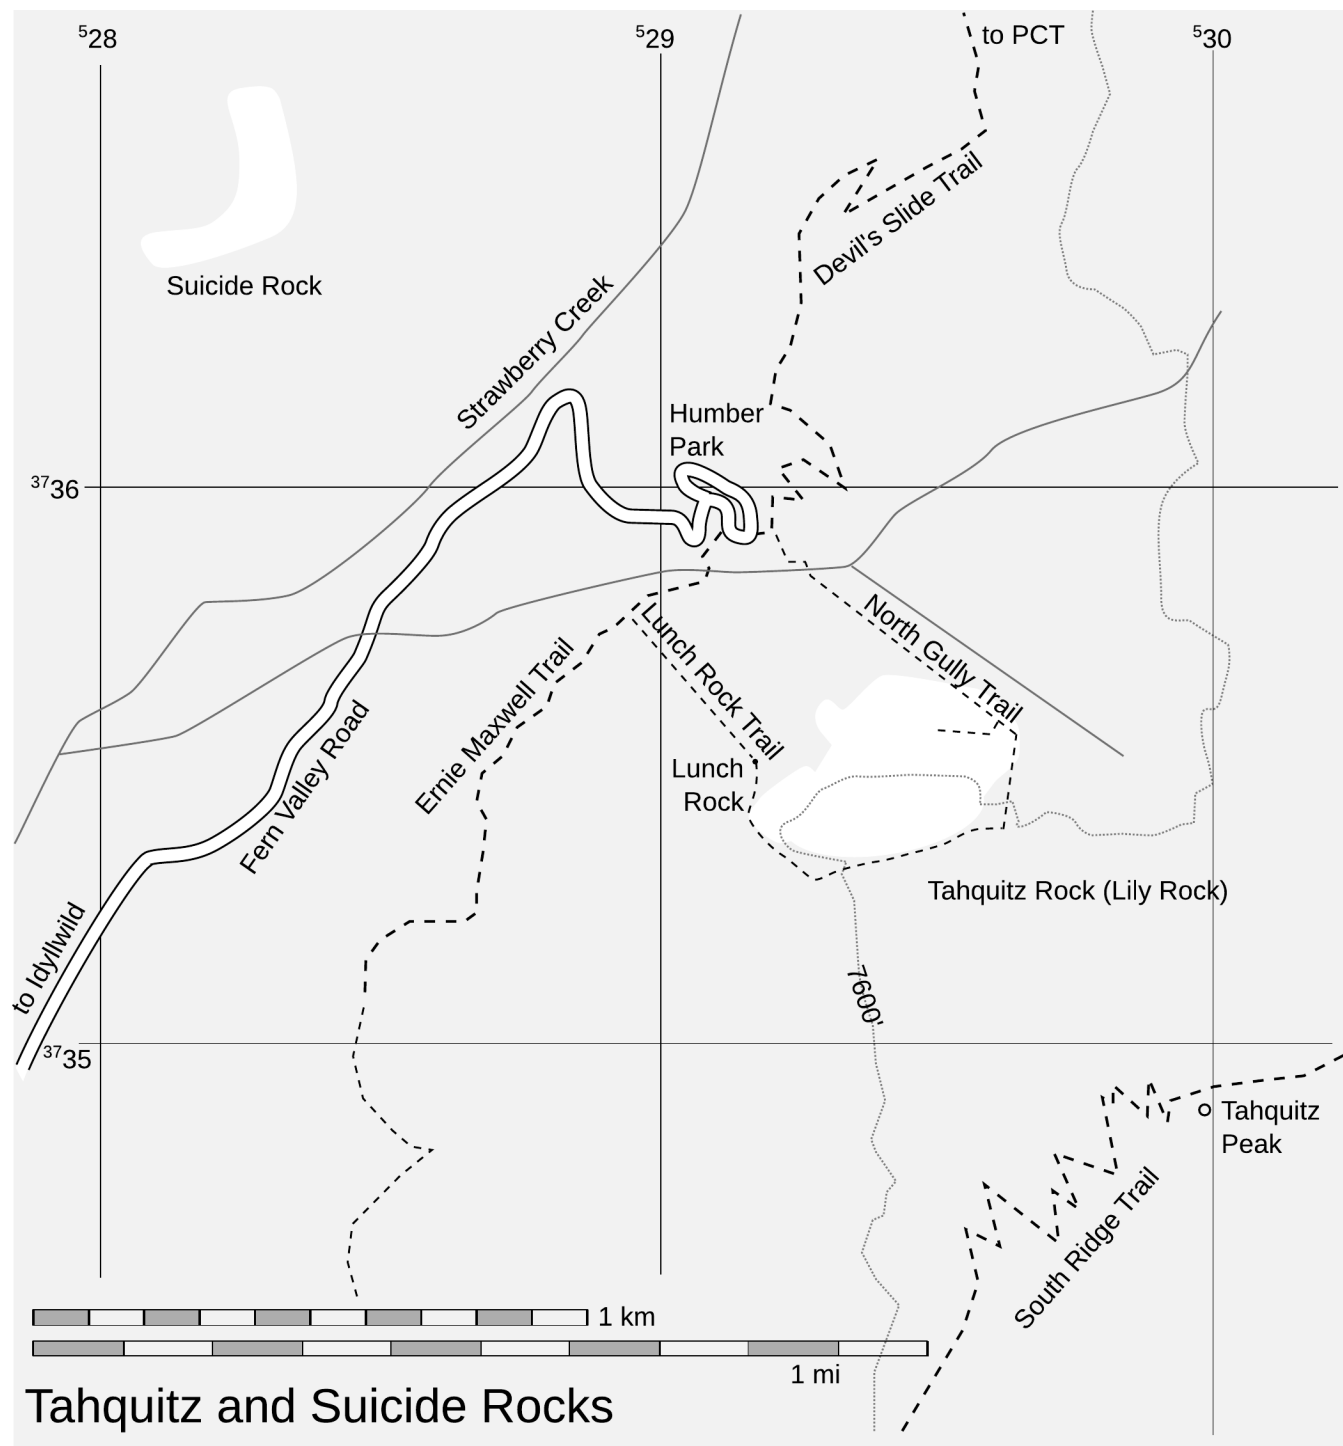 528
529
to PCT
530
Devil's Slide Trail
Suicide Rock
Strawberry Creek
Humber
Park
3736
North Gully Trail
Lunch Rock Trail
Ernie Maxwell Trail
Fern Valley Road
Lunch
Rock
Tahquitz Rock (Lily Rock)
to Idyllwild
7600'
3735
Tahquitz
Peak
South Ridge Trail
1 km
1 mi
Tahquitz and Suicide Rocks